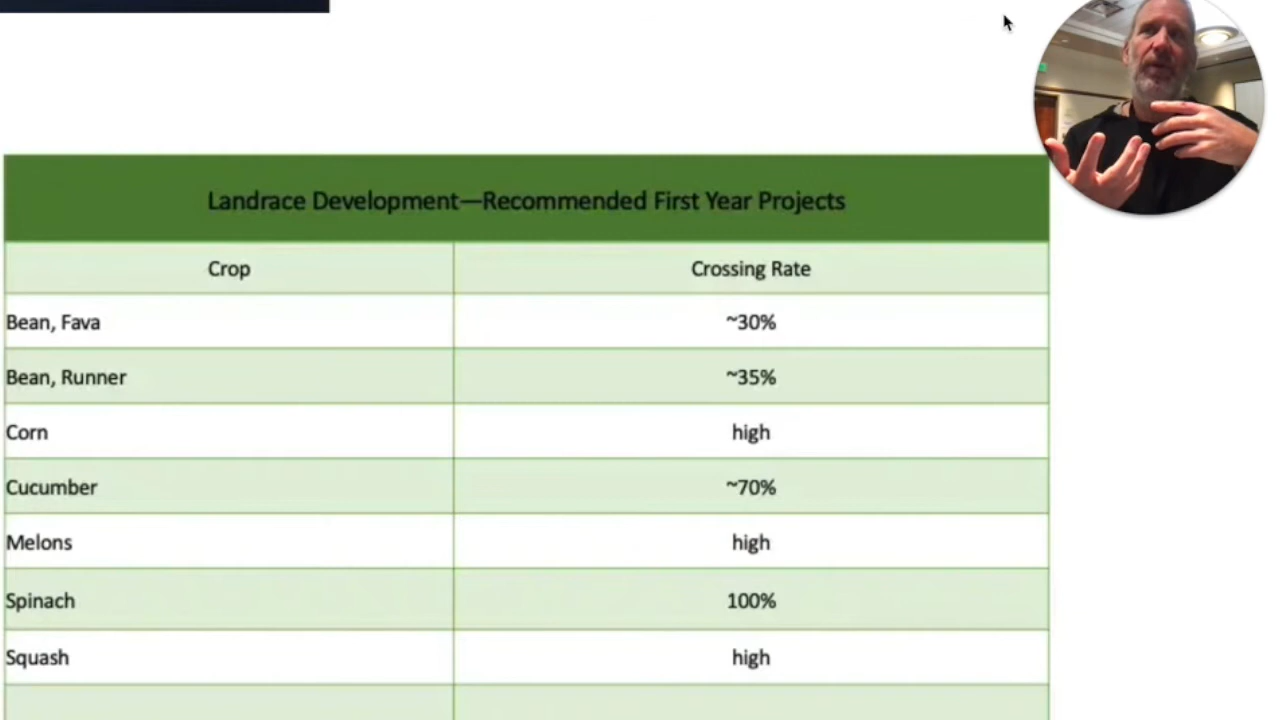 Landrace Development—Recommended First Year Projects
Crop Crossing Rate
Bean, Fava ~30%
Bean, Runner ~35%
Corn high
Cucumber ~70%
Melons high
Spinach 100%
Squash high